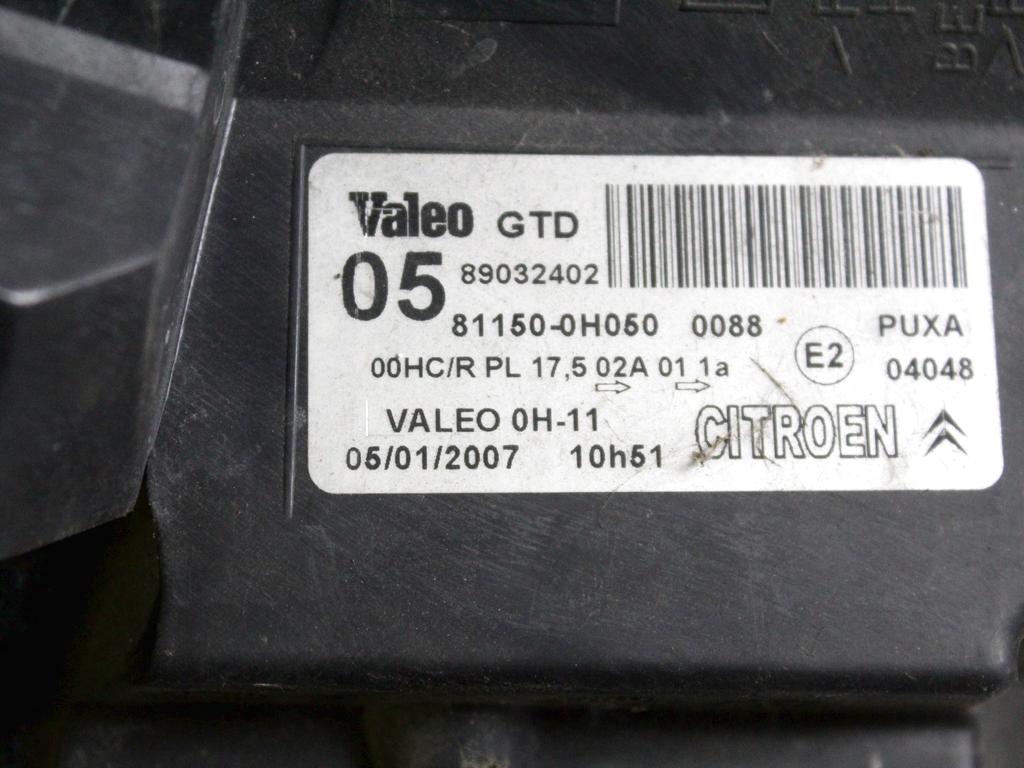 Valeo GTD
05 89032402
81150-0H050 0088 E2 PUXA
00HC/R PL 17,5 02A 01 1a 04048
VALEO 0H-11 CITROEN
05/01/2007 10h51